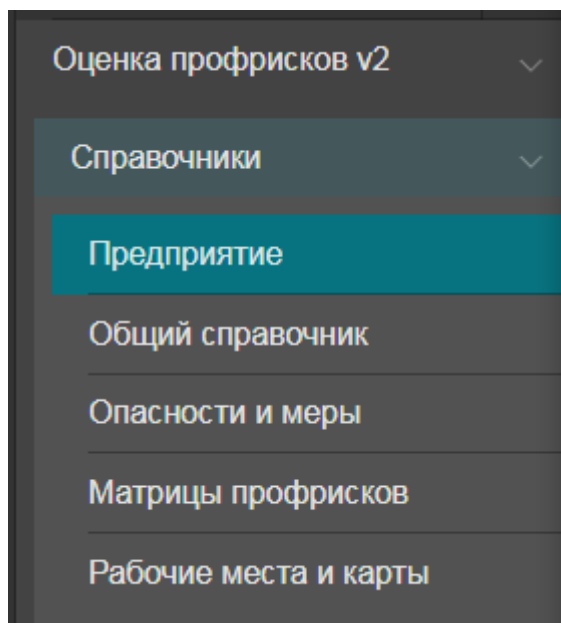 Оценка профрисков v2
Справочники
Предприятие
Общий справочник
Опасности и меры
Матрицы профрисков
Рабочие места и карты